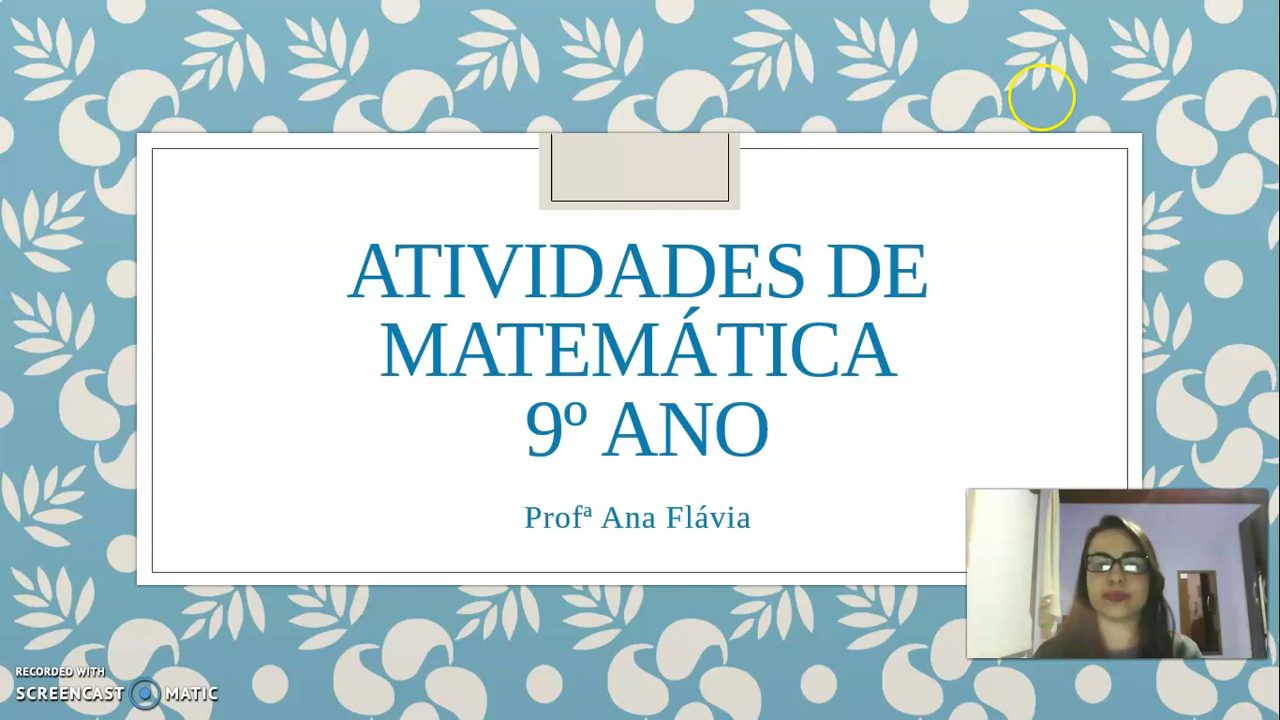 ATIVIDADES DE
MATEMÁTICA
9º ANO
Profª Ana Flávia
RECORDED WITH
SCREENCAST MATIC